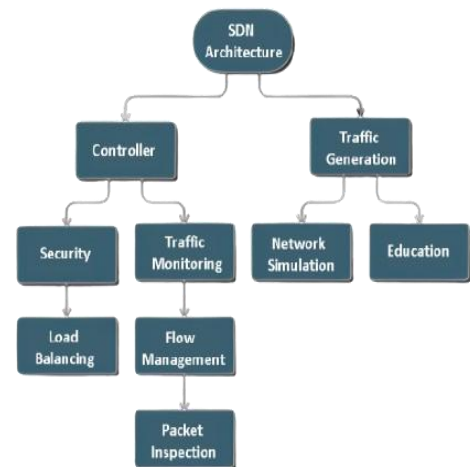 SDN
Architecture
Controller
Traffic
Generation
Security
Traffic
Monitoring
Network
Simulation
Education
Load
Balancing
Flow
Management
Packet
Inspection